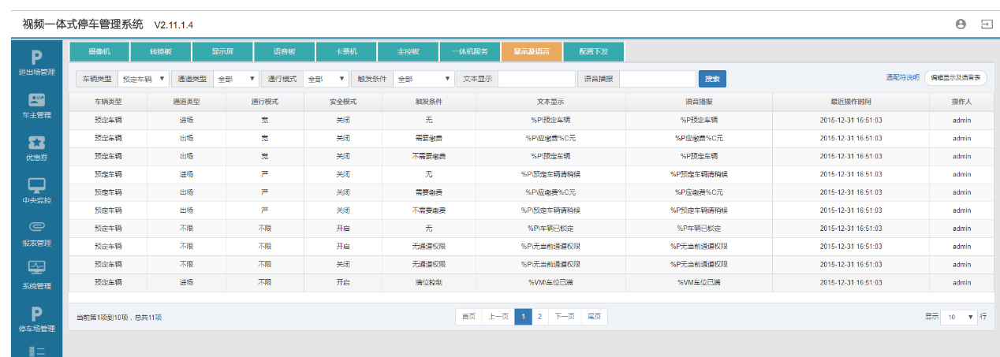 视频一体式停车管理系统 V2.11.1.4
摄像机 转换板 显示屏 语音板 卡票机 主控板 一体机服务 显示及语言 配置下发
进出场管理
车主管理
优惠券
中央监控
报表管理
系统管理
停车场管理
车辆类型 预定车辆 ▼ 通道类型 全部 ▼ 通行模式 全部 ▼ 触发条件 全部 ▼ 文本显示 语音播报 搜索 通配符说明 编辑显示及语音表
车辆类型 通道类型 通行模式 安全模式 触发条件 文本显示 语音播报 最近操作时间 操作人
预定车辆 进场 宽 关闭 无 %P\预定车辆 %P预定车辆 2015-12-31 16:51:03 admin
预定车辆 出场 宽 关闭 需要缴费 %P\应缴费%C元 %P应缴费%C元 2015-12-31 16:51:03 admin
预定车辆 出场 宽 关闭 不需要缴费 %P\预定车辆 %P预定车辆 2015-12-31 16:51:03 admin
预定车辆 进场 严 关闭 无 %P\预定车辆请稍候 %P预定车辆请稍候 2015-12-31 16:51:03 admin
预定车辆 出场 严 关闭 需要缴费 %P\应缴费%C元 %P应缴费%C元 2015-12-31 16:51:03 admin
预定车辆 出场 严 关闭 不需要缴费 %P\预定车辆请稍候 %P预定车辆请稍候 2015-12-31 16:51:03 admin
预定车辆 不限 不限 开启 无 %P\车辆已锁定 %P车辆已锁定 2015-12-31 16:51:03 admin
预定车辆 不限 不限 开启 无通道权限 %P\无当前通道权限 %P无当前通道权限 2015-12-31 16:51:03 admin
预定车辆 不限 不限 关闭 无通道权限 %P\无当前通道权限 %P无当前通道权限 2015-12-31 16:51:03 admin
预定车辆 进场 不限 开启 满位控制 %VM\车位已满 %VM车位已满 2015-12-31 16:51:03 admin
当前第1项到10项，总共11项 首页 上一页 1 2 下一页 尾页 显示 10 ▼ 行